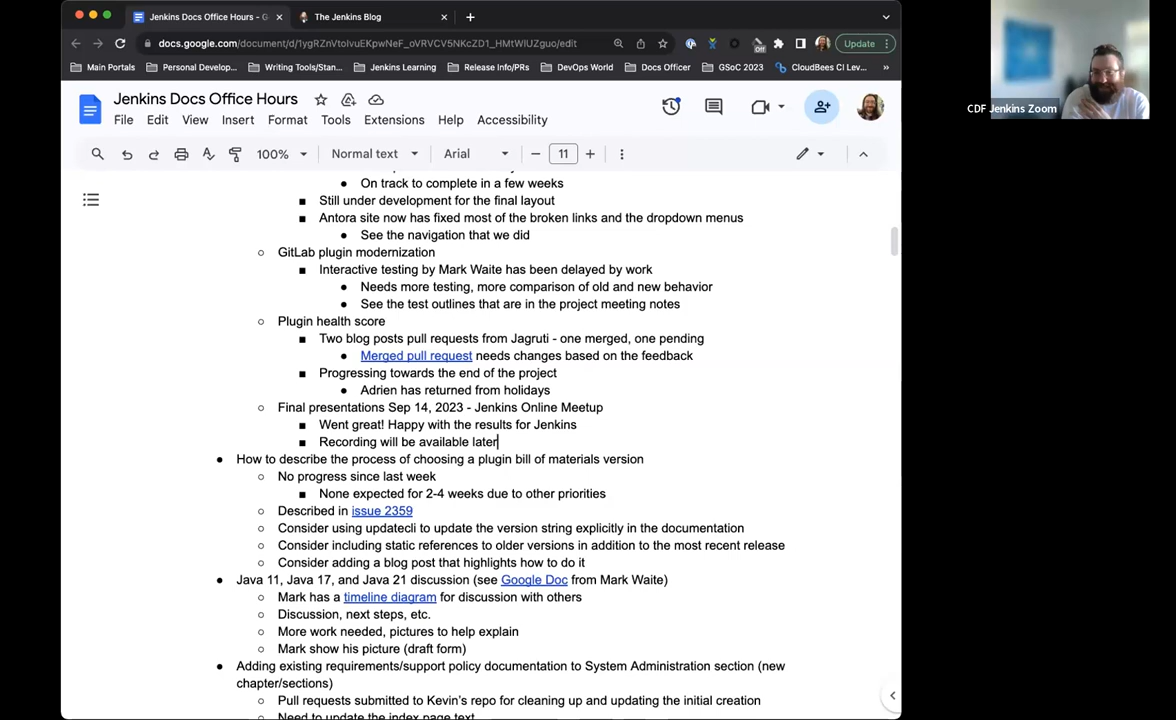 Jenkins Docs Office Hours - G
The Jenkins Blog
docs.google.com/document/d/1ygRZnVtoIvuEKpwNeF_oVRVCV5NKcZD1_HMtWlUZguo/edit
Off
Update
Main Portals
Personal Develop...
Writing Tools/Stan...
Jenkins Learning
Release Info/PRs
DevOps World
Docs Officer
GSoC 2023
CloudBees CI Lev...
»
CDF Jenkins Zoom
Jenkins Docs Office Hours
File Edit View Insert Format Tools Extensions Help Accessibility
100% Normal text Arial 11
On track to complete in a few weeks
Still under development for the final layout
Antora site now has fixed most of the broken links and the dropdown menus
See the navigation that we did
GitLab plugin modernization
Interactive testing by Mark Waite has been delayed by work
Needs more testing, more comparison of old and new behavior
See the test outlines that are in the project meeting notes
Plugin health score
Two blog posts pull requests from Jagruti - one merged, one pending
Merged pull request needs changes based on the feedback
Progressing towards the end of the project
Adrien has returned from holidays
Final presentations Sep 14, 2023 - Jenkins Online Meetup
Went great! Happy with the results for Jenkins
Recording will be available later
How to describe the process of choosing a plugin bill of materials version
No progress since last week
None expected for 2-4 weeks due to other priorities
Described in issue 2359
Consider using updatecli to update the version string explicitly in the documentation
Consider including static references to older versions in addition to the most recent release
Consider adding a blog post that highlights how to do it
Java 11, Java 17, and Java 21 discussion (see Google Doc from Mark Waite)
Mark has a timeline diagram for discussion with others
Discussion, next steps, etc.
More work needed, pictures to help explain
Mark show his picture (draft form)
Adding existing requirements/support policy documentation to System Administration section (new
chapter/sections)
Pull requests submitted to Kevin's repo for cleaning up and updating the initial creation
Need to update the index page text